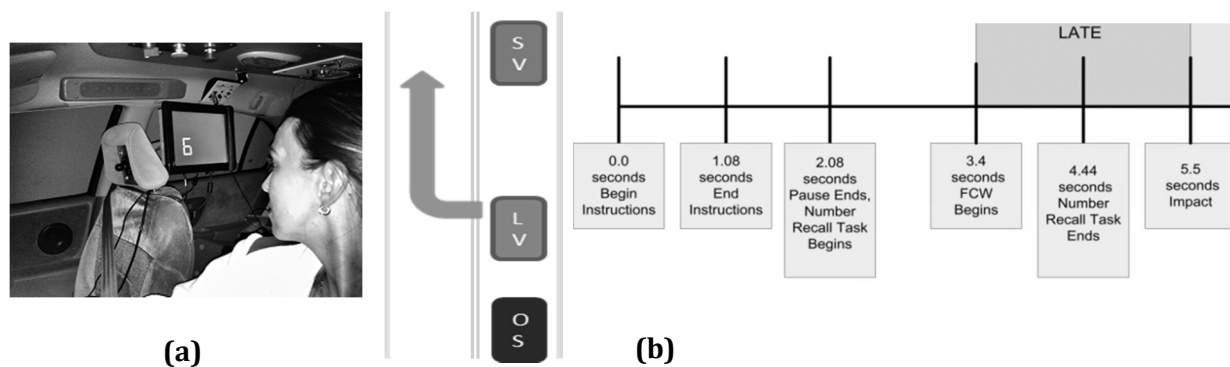 6
(a)
S
V
L
V
O
S
(b)
LATE
0.0
seconds
Begin
Instructions
1.08
seconds
End
Instructions
2.08
seconds
Pause Ends,
Number
Recall Task
Begins
3.4
seconds
FCW
Begins
4.44
seconds
Number
Recall Task
Ends
5.5
seconds
Impact